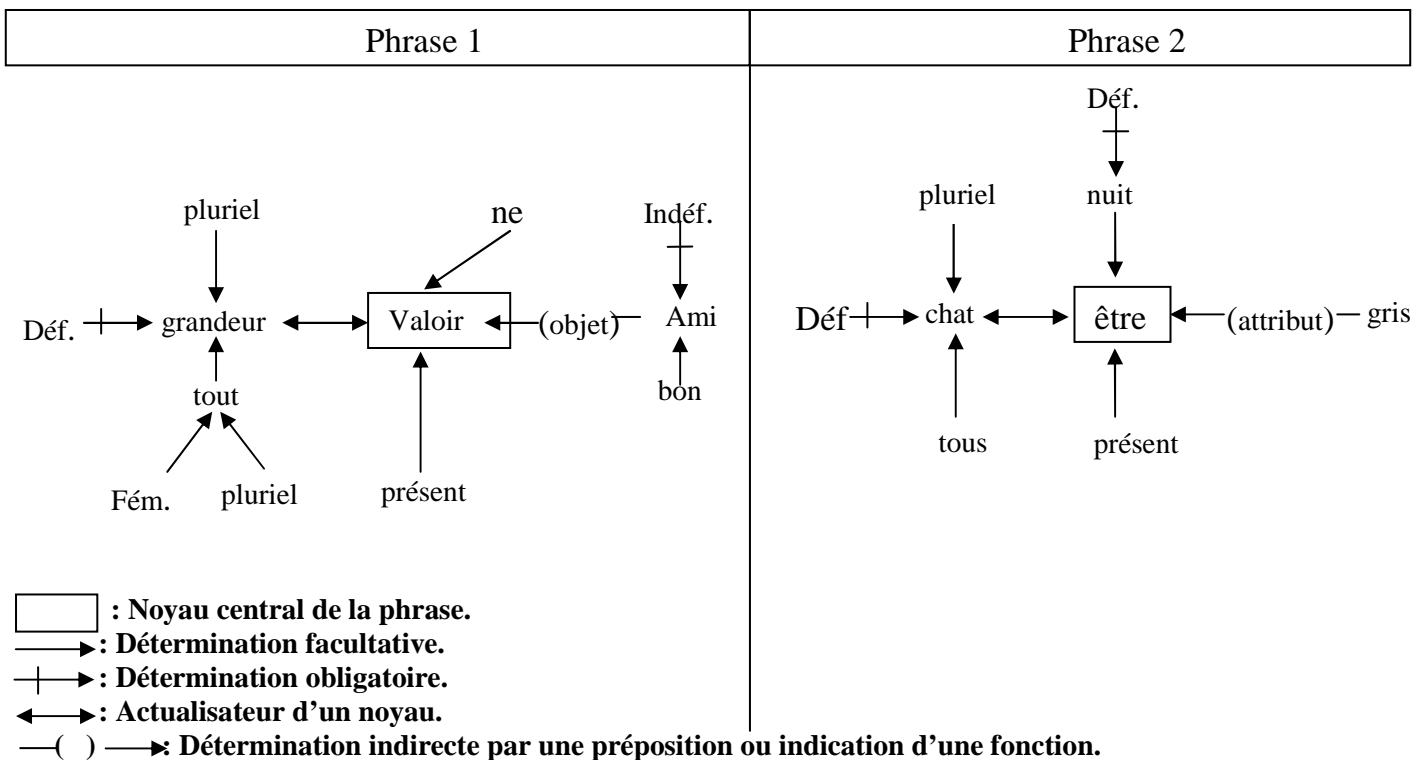 Phrase 1
Phrase 2
pluriel
ne
Indéf.
Déf.
grandeur
Valoir
(objet)
Ami
tout
bon
Fém.
pluriel
présent
Déf.
pluriel
nuit
Déf
chat
être
(attribut)
gris
tous
présent
: Noyau central de la phrase.
: Détermination facultative.
: Détermination obligatoire.
: Actualisateur d'un noyau.
( ) : Détermination indirecte par une préposition ou indication d'une fonction.